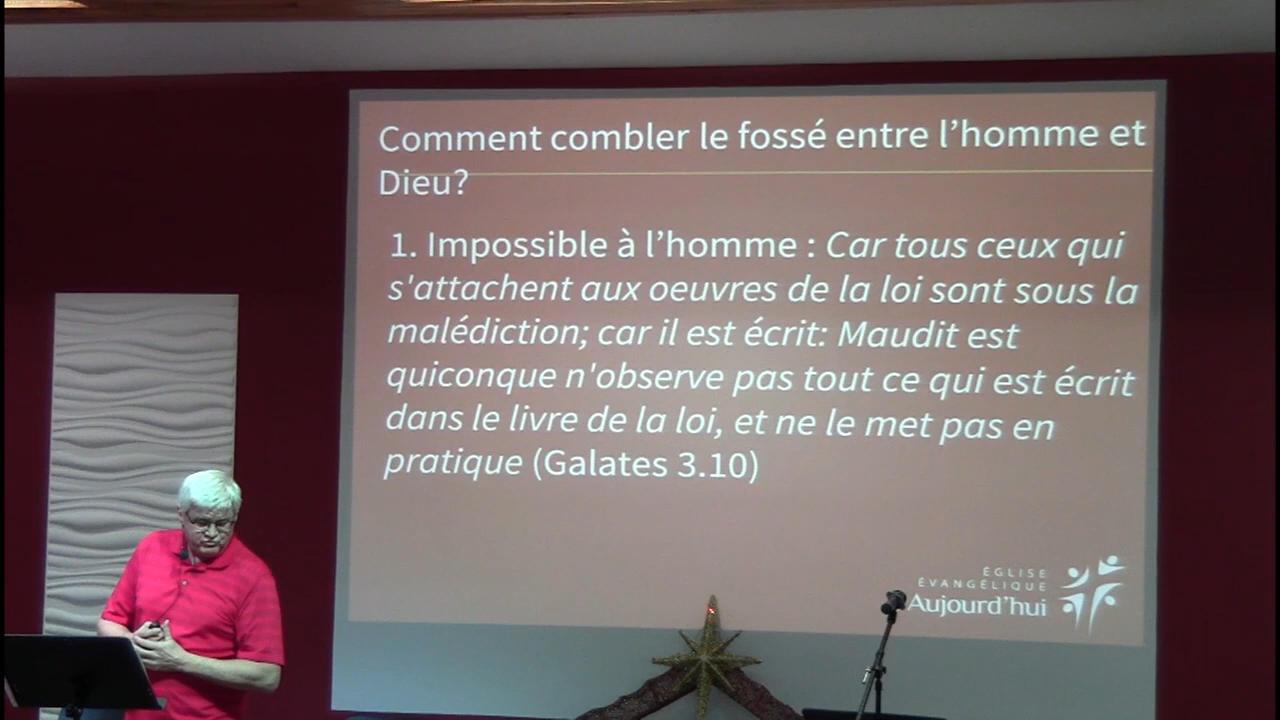 Comment combler le fossé entre l’homme et
Dieu?
1. Impossible à l’homme : Car tous ceux qui
s'attachent aux oeuvres de la loi sont sous la
malédiction; car il est écrit: Maudit est
quiconque n'observe pas tout ce qui est écrit
dans le livre de la loi, et ne le met pas en
pratique (Galates 3.10)
ÉGLISE
ÉVANGÉLIQUE
Aujourd’hui